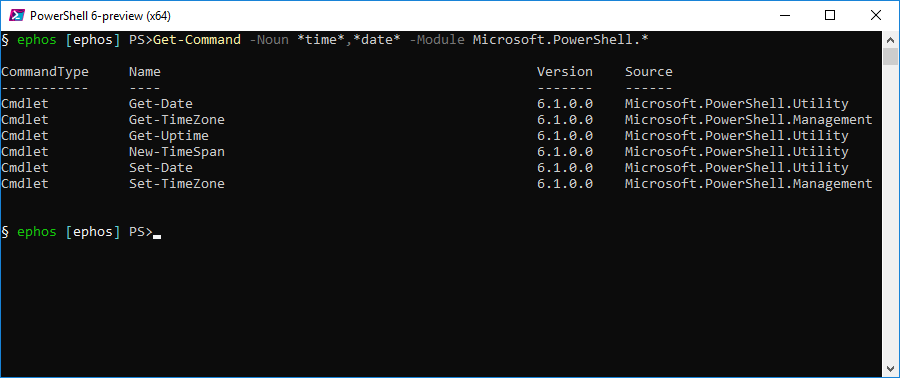 PowerShell 6-preview (x64)
§ ephos [ephos] PS>Get-Command -Noun *time*,*date* -Module Microsoft.PowerShell.*
CommandType     Name                                               Version    Source
-----------     ----                                               -------    ------
Cmdlet          Get-Date                                           6.1.0.0    Microsoft.PowerShell.Utility
Cmdlet          Get-TimeZone                                       6.1.0.0    Microsoft.PowerShell.Management
Cmdlet          Get-Uptime                                         6.1.0.0    Microsoft.PowerShell.Utility
Cmdlet          New-TimeSpan                                       6.1.0.0    Microsoft.PowerShell.Utility
Cmdlet          Set-Date                                           6.1.0.0    Microsoft.PowerShell.Utility
Cmdlet          Set-TimeZone                                       6.1.0.0    Microsoft.PowerShell.Management
§ ephos [ephos] PS>